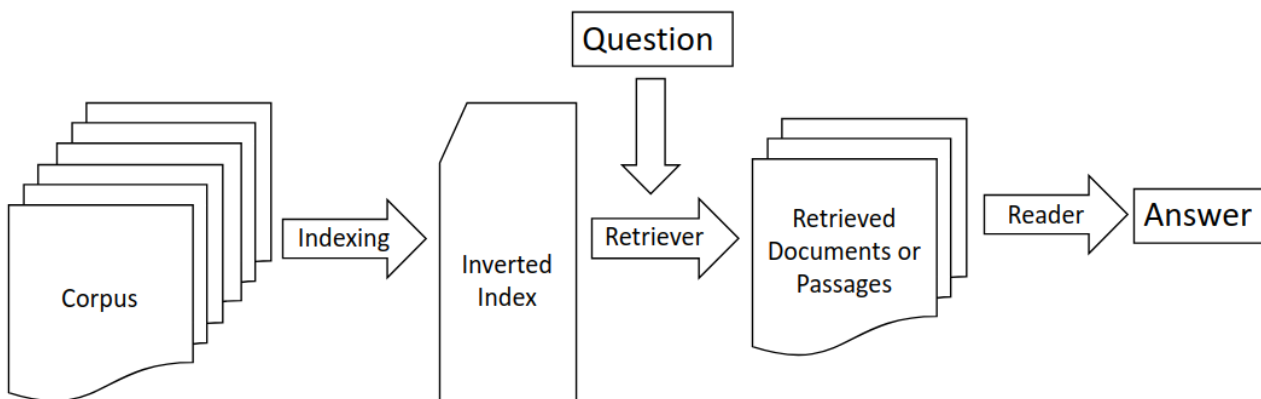 Question
Corpus
Indexing
Inverted
Index
Retriever
Retrieved
Documents or
Passages
Reader
Answer